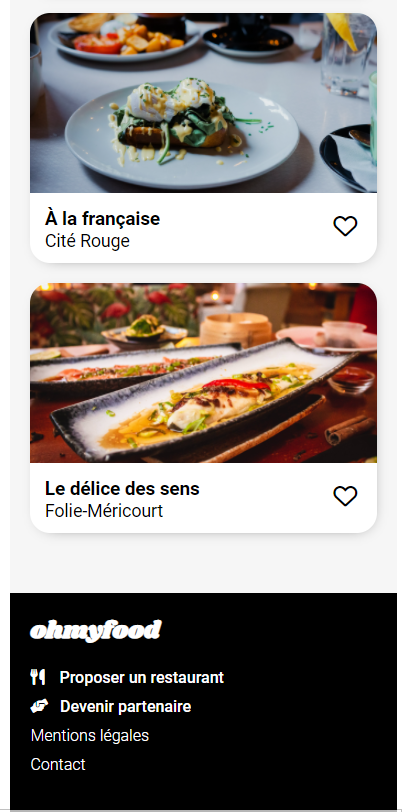 À la française
Cité Rouge
Le délice des sens
Folie-Méricourt
ohmyfood
Proposer un restaurant
Devenir partenaire
Mentions légales
Contact